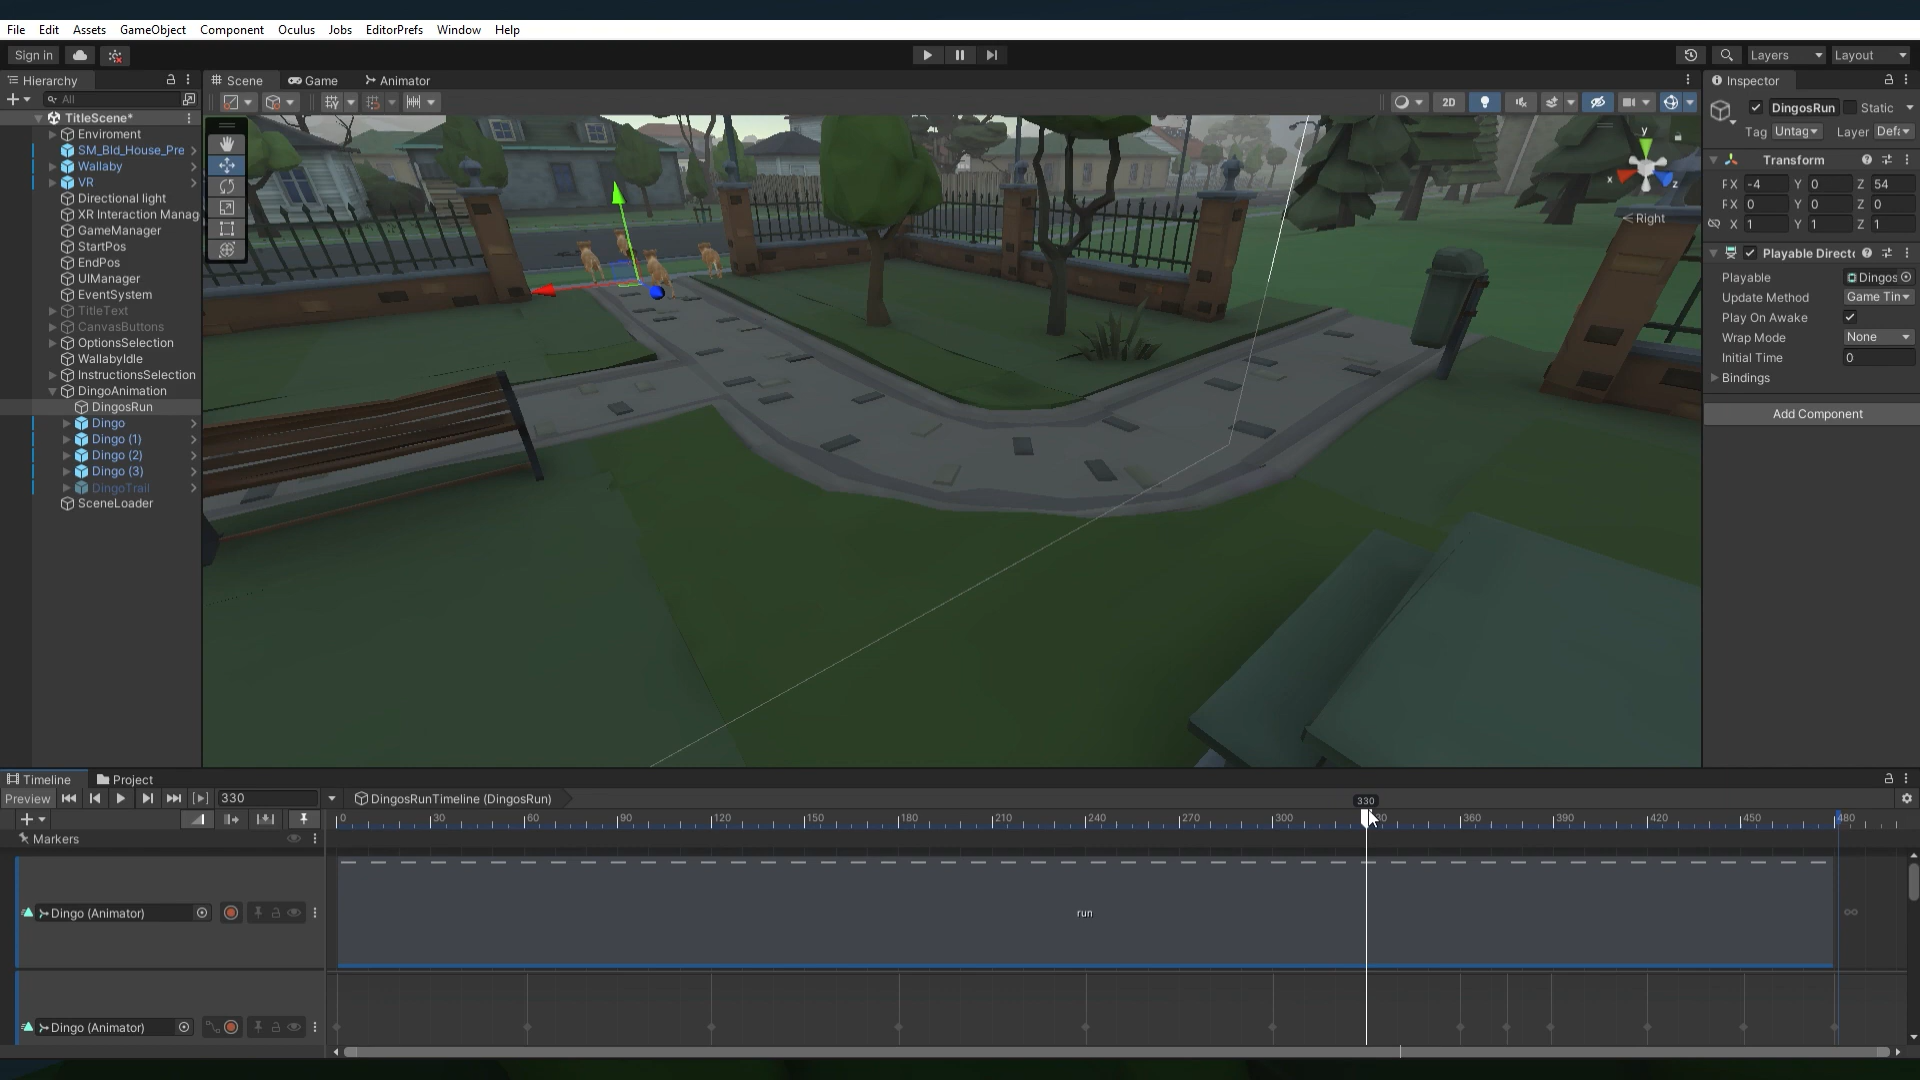 File Edit Assets GameObject Component Oculus Jobs EditorPrefs Window Help
Sign in Layers Layout
Hierarchy Scene Game Animator Inspector
All 2D
TitleScene*
Enviroment
SM_Bld_House_Pre
Wallaby
VR
Directional light
XR Interaction Manag
GameManager
StartPos
EndPos
UIManager
EventSystem
TitleText
CanvasButtons
OptionsSelection
WallabyIdle
InstructionsSelection
DingoAnimation
DingosRun
Dingo
Dingo (1)
Dingo (2)
Dingo (3)
DingoTrail
SceneLoader
y
x
z
< Right
DingosRun Static
Tag Untag Layer Defa
Transform
P X -4 Y 0 Z 54
X 0 Y 0 Z 0
X 1 Y 1 Z 1
Playable Directo
Playable Dingos
Update Method Game Tim
Play On Awake
Wrap Mode None
Initial Time 0
Bindings
Add Component
Timeline Project
Preview 330 DingosRunTimeline (DingosRun)
330
0 30 60 90 120 150 180 210 240 270 300 360 390 420 450 480
Markers
Dingo (Animator) run
Dingo (Animator)